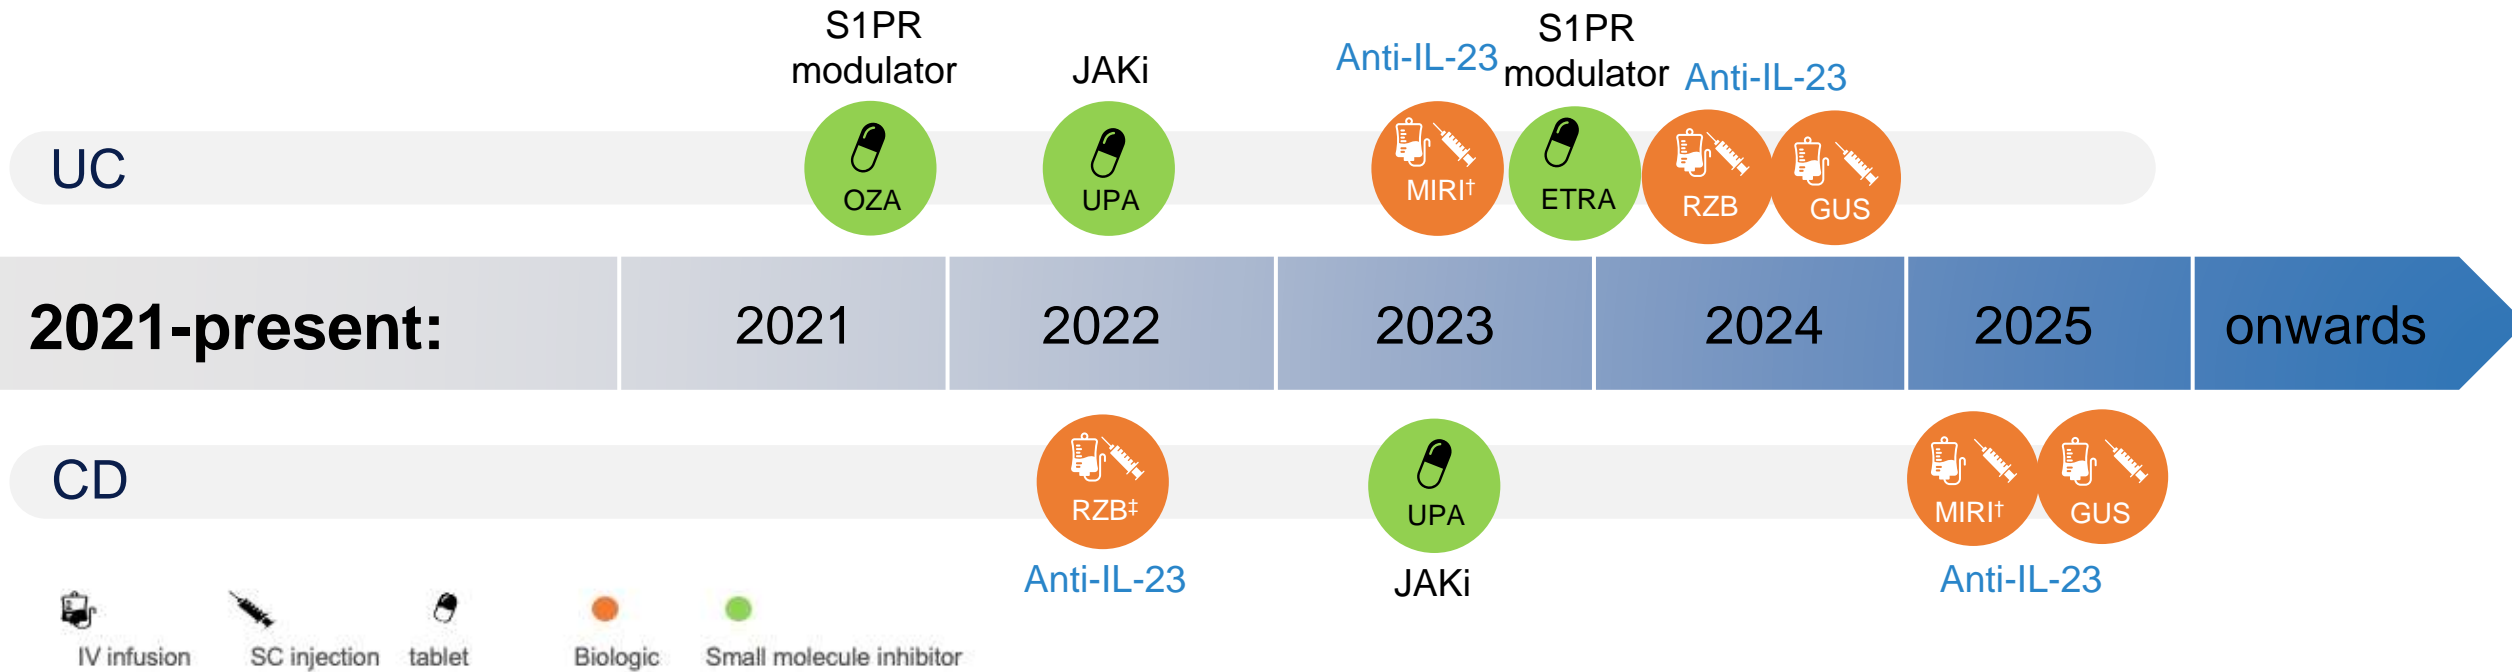 S1PR
modulator
JAKi
Anti-IL-23
S1PR
modulator
Anti-IL-23
UC
OZA
UPA
MIRI†
ETRA
RZB
GUS
2021-present:
2021
2022
2023
2024
2025
onwards
CD
RZB‡
UPA
MIRI†
GUS
Anti-IL-23
JAKi
Anti-IL-23
IV infusion
SC injection
tablet
Biologic
Small molecule inhibitor